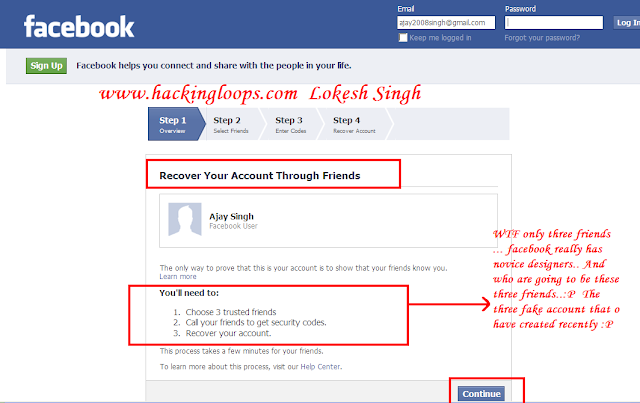 facebook
Email
Password
ajay2008singh@gmail.com
Log In
Keep me logged in
Forgot your password?
Sign Up
Facebook helps you connect and share with the people in your life.
www.hackingloops.com Lokesh Singh
Step 1
Overview
Step 2
Select Friends
Step 3
Enter Codes
Step 4
Recover Account
Recover Your Account Through Friends
Ajay Singh
Facebook User
The only way to prove that this is your account is to show that your friends know you.
Learn more
You'll need to:
1. Choose 3 trusted friends
2. Call your friends to get security codes.
3. Recover your account.
This process takes a few minutes for your friends.
To learn more about this process, visit our Help Center.
Continue
WTF only three friends
... facebook really has
novice designers.. And
who are going to be these
three friends..:P The
three fake account that o
have created recently :P